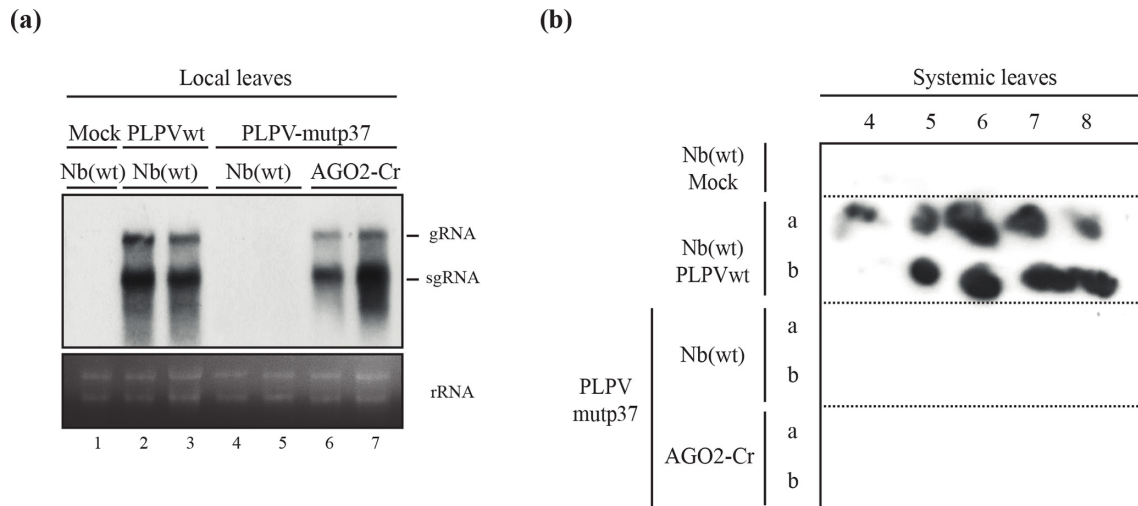 (a)
Local leaves
Mock PLPVwt PLPV-mutp37
Nb(wt) Nb(wt) Nb(wt) AGO2-Cr
gRNA
sgRNA
rRNA
1 2 3 4 5 6 7
(b)
Systemic leaves
4 5 6 7 8
Nb(wt)
Mock
Nb(wt)
PLPVwt
a
b
PLPV
mutp37
Nb(wt)
a
b
AGO2-Cr
a
b